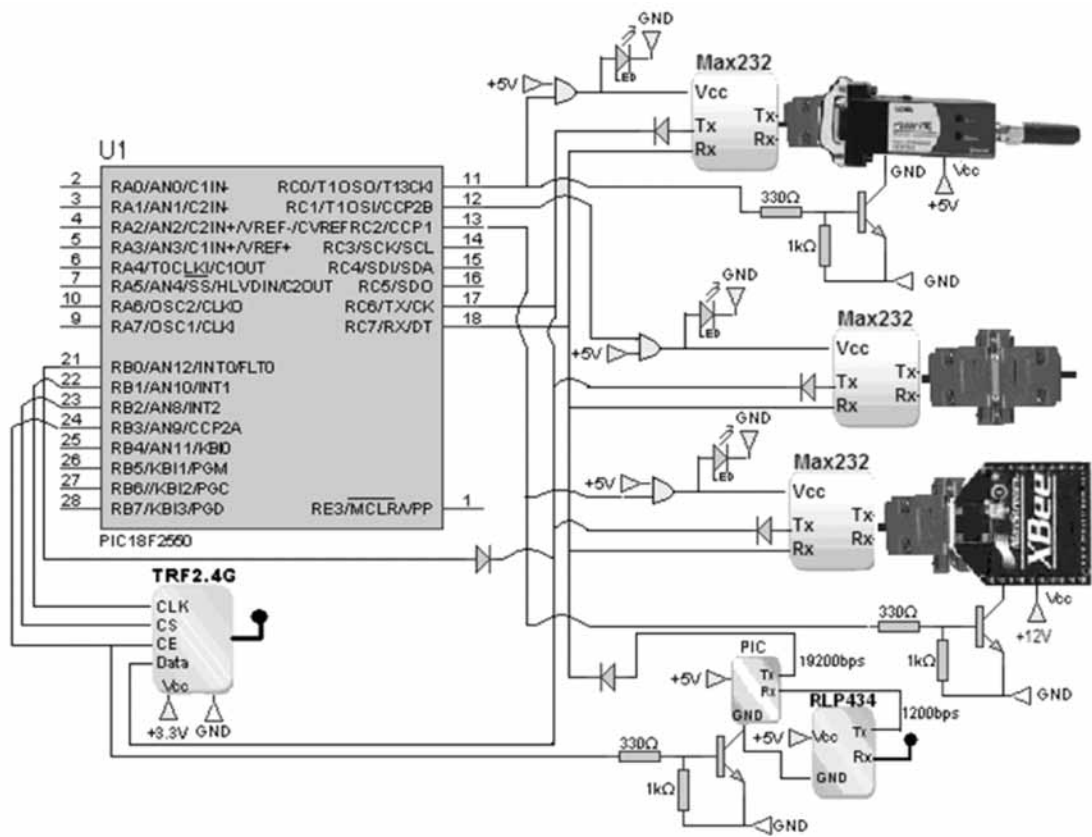 GND
LED
+5V
Max232
Vcc
Tx
Rx
Tx
Rx
GND
Vcc
+5V
330Ω
1kΩ
GND
U1
2 RA0/AN0/C1IN- RC0/T1OSO/T13CKI 11
3 RA1/AN1/C2IN- RC1/T1OSI/CCP2B 12
4 RA2/AN2/C2IN+/VREF-/CVREF RC2/CCP1 13
5 RA3/AN3/C1IN+/VREF+ RC3/SCK/SCL 14
6 RA4/T0CLKI/C1OUT RC4/SDI/SDA 15
7 RA5/AN4/SS/HLVDIN/C2OUT RC5/SDO 16
10 RA6/OSC2/CLKO RC6/TX/CK 17
9 RA7/OSC1/CLKI RC7/RX/DT 18
21 RB0/AN12/INT0/FLT0
22 RB1/AN10/INT1
23 RB2/AN8/INT2
24 RB3/AN9/CCP2A
25 RB4/AN11/KBI0
26 RB5/KBI1/PGM
27 RB6//KBI2/PGC
28 RB7/KBI3/PGD RE3/MCLR/VPP 1
PIC18F2550
GND
LED
+5V
Max232
Vcc
Tx
Rx
Tx
Rx
GND
LED
+5V
Max232
Vcc
Tx
Rx
Tx
Rx
XBee
Vcc
+12V
330Ω
1kΩ
GND
TRF2.4G
CLK
CS
CE
Data
Vcc
+3.3V
GND
PIC
+5V
Tx
Rx
GND
19200bps
1200bps
RLP434
+5V
Vcc
Tx
Rx
GND
330Ω
1kΩ
GND